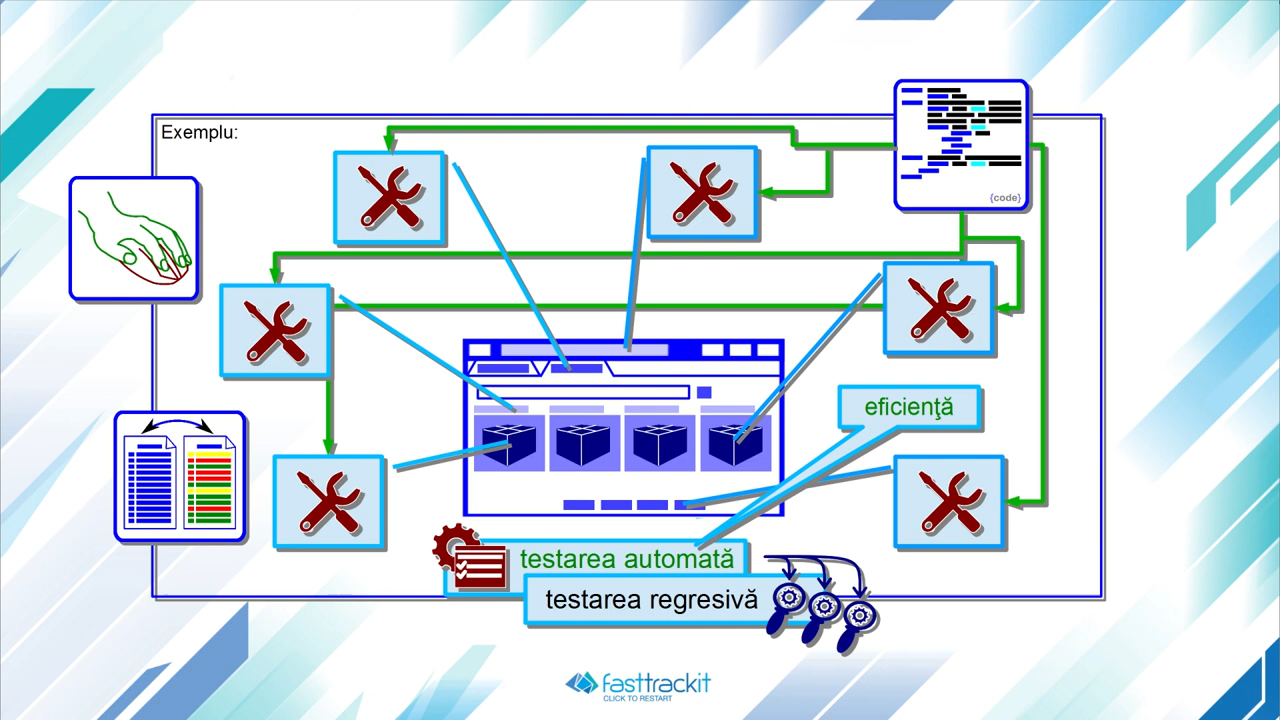 Exemplu:
{code}
eficienţă
testarea automată
testarea regresivă
fasttrackit
CLICK TO RESTART